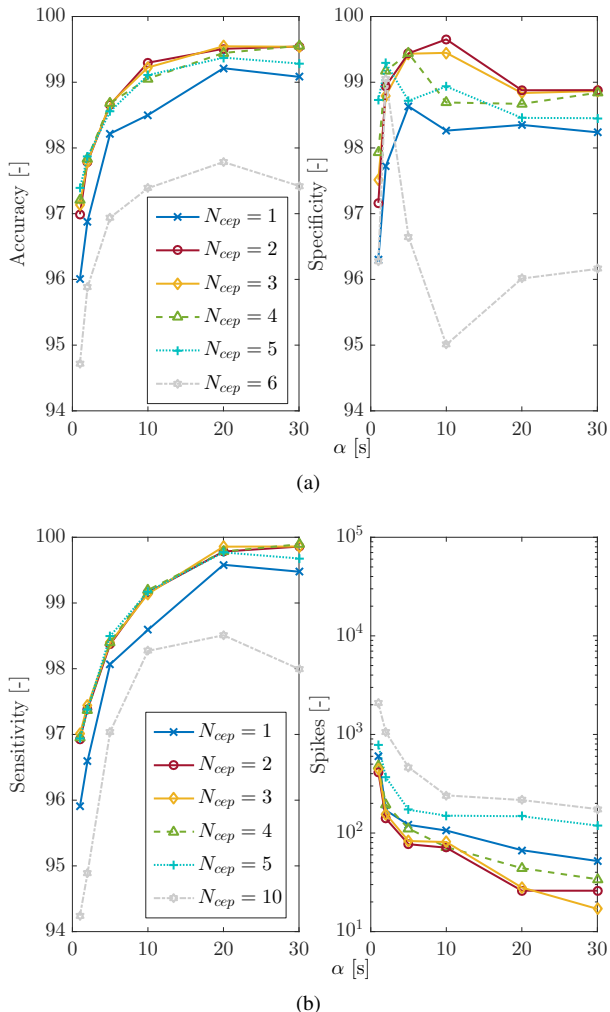 (a)
Accuracy [-]
100
99
98
97
96
95
94
0 10 20 30
N_cep = 1
N_cep = 2
N_cep = 3
N_cep = 4
N_cep = 5
N_cep = 6
Specificity [-]
100
99
98
97
96
95
94
0 10 20 30
α [s]
(a)
Sensitivity [-]
100
99
98
97
96
95
94
0 10 20 30
N_cep = 1
N_cep = 2
N_cep = 3
N_cep = 4
N_cep = 5
N_cep = 10
Spikes [-]
10^5
10^4
10^3
10^2
10^1
0 10 20 30
α [s]
(b)